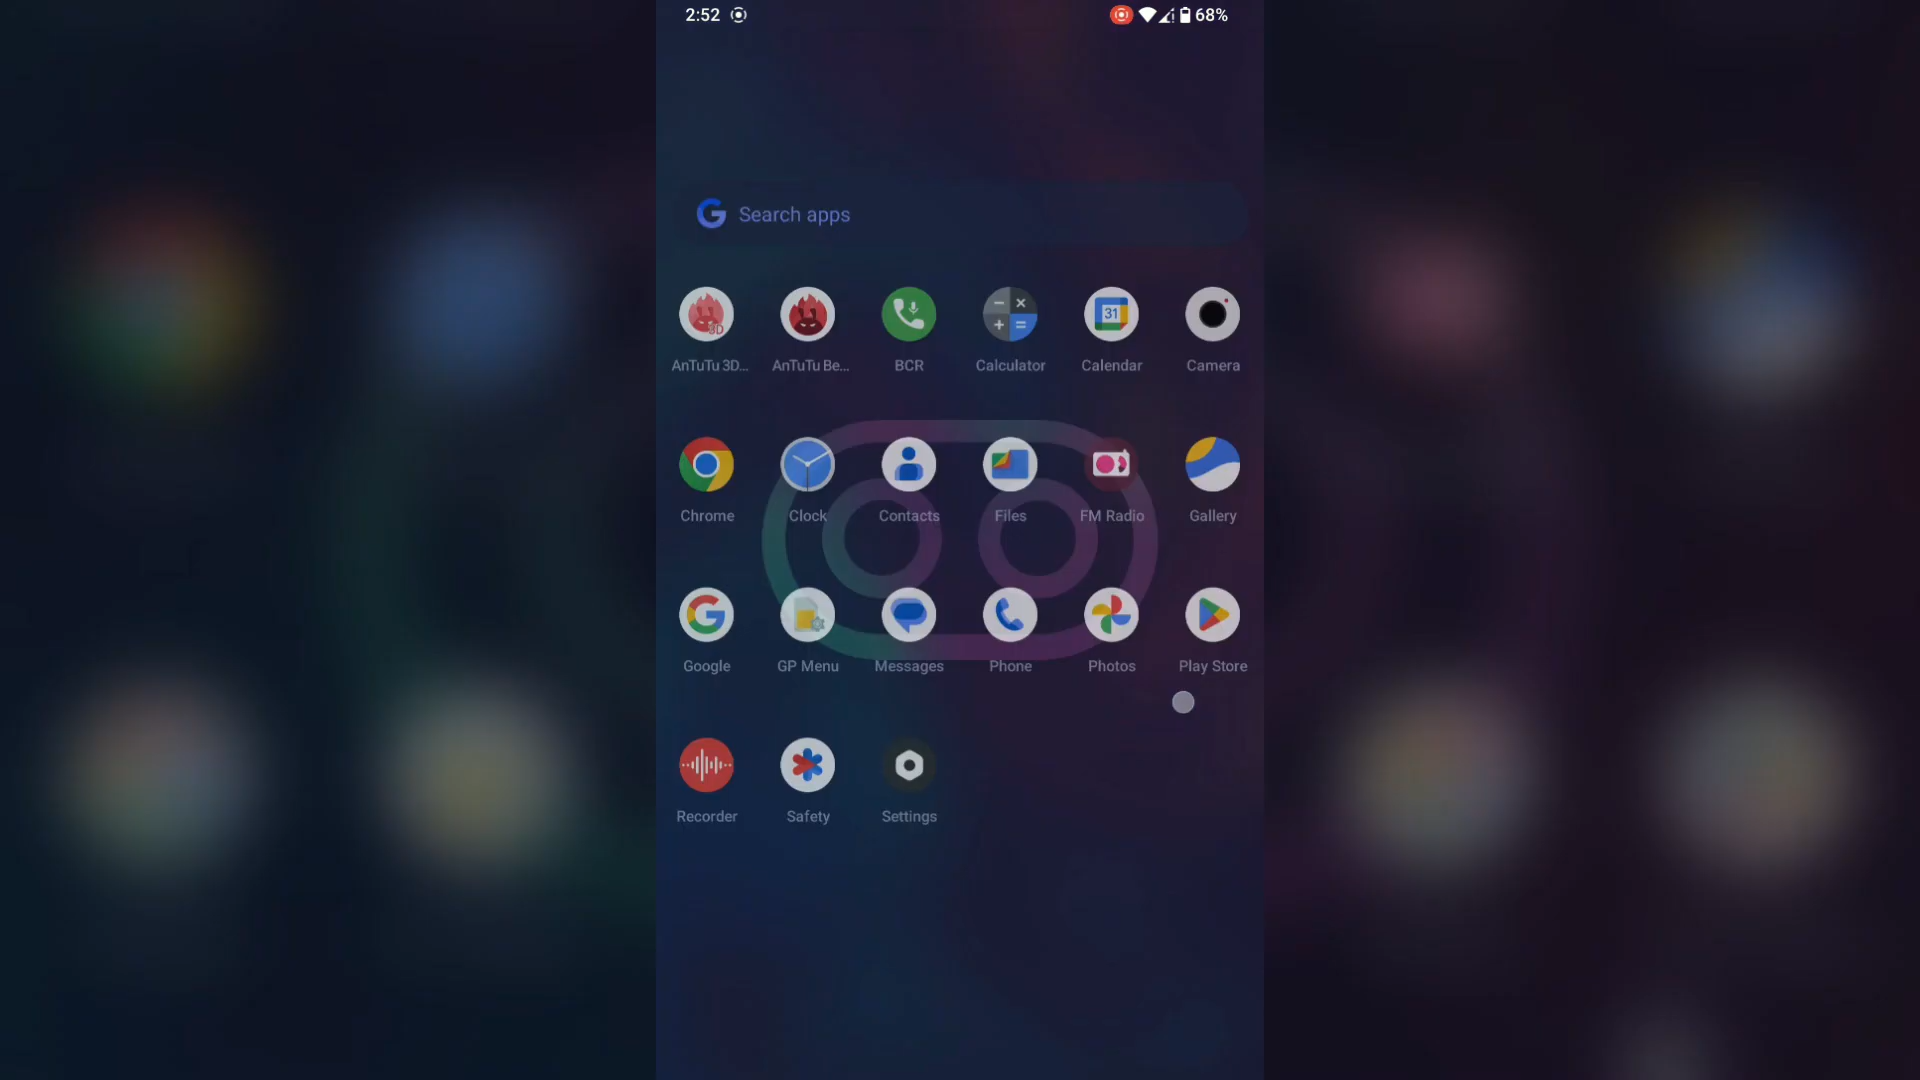 2:52 68%
Search apps
AnTuTu 3D... AnTuTu Be... BCR Calculator Calendar Camera
31
Chrome Clock Contacts Files FM Radio Gallery
Google GP Menu Messages Phone Photos Play Store
Recorder Safety Settings